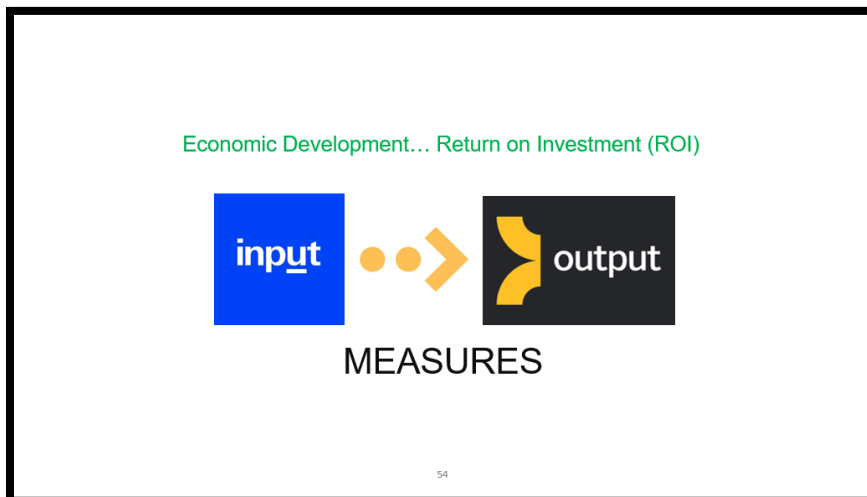 Economic Development... Return on Investment (ROI)
input
output
MEASURES
54